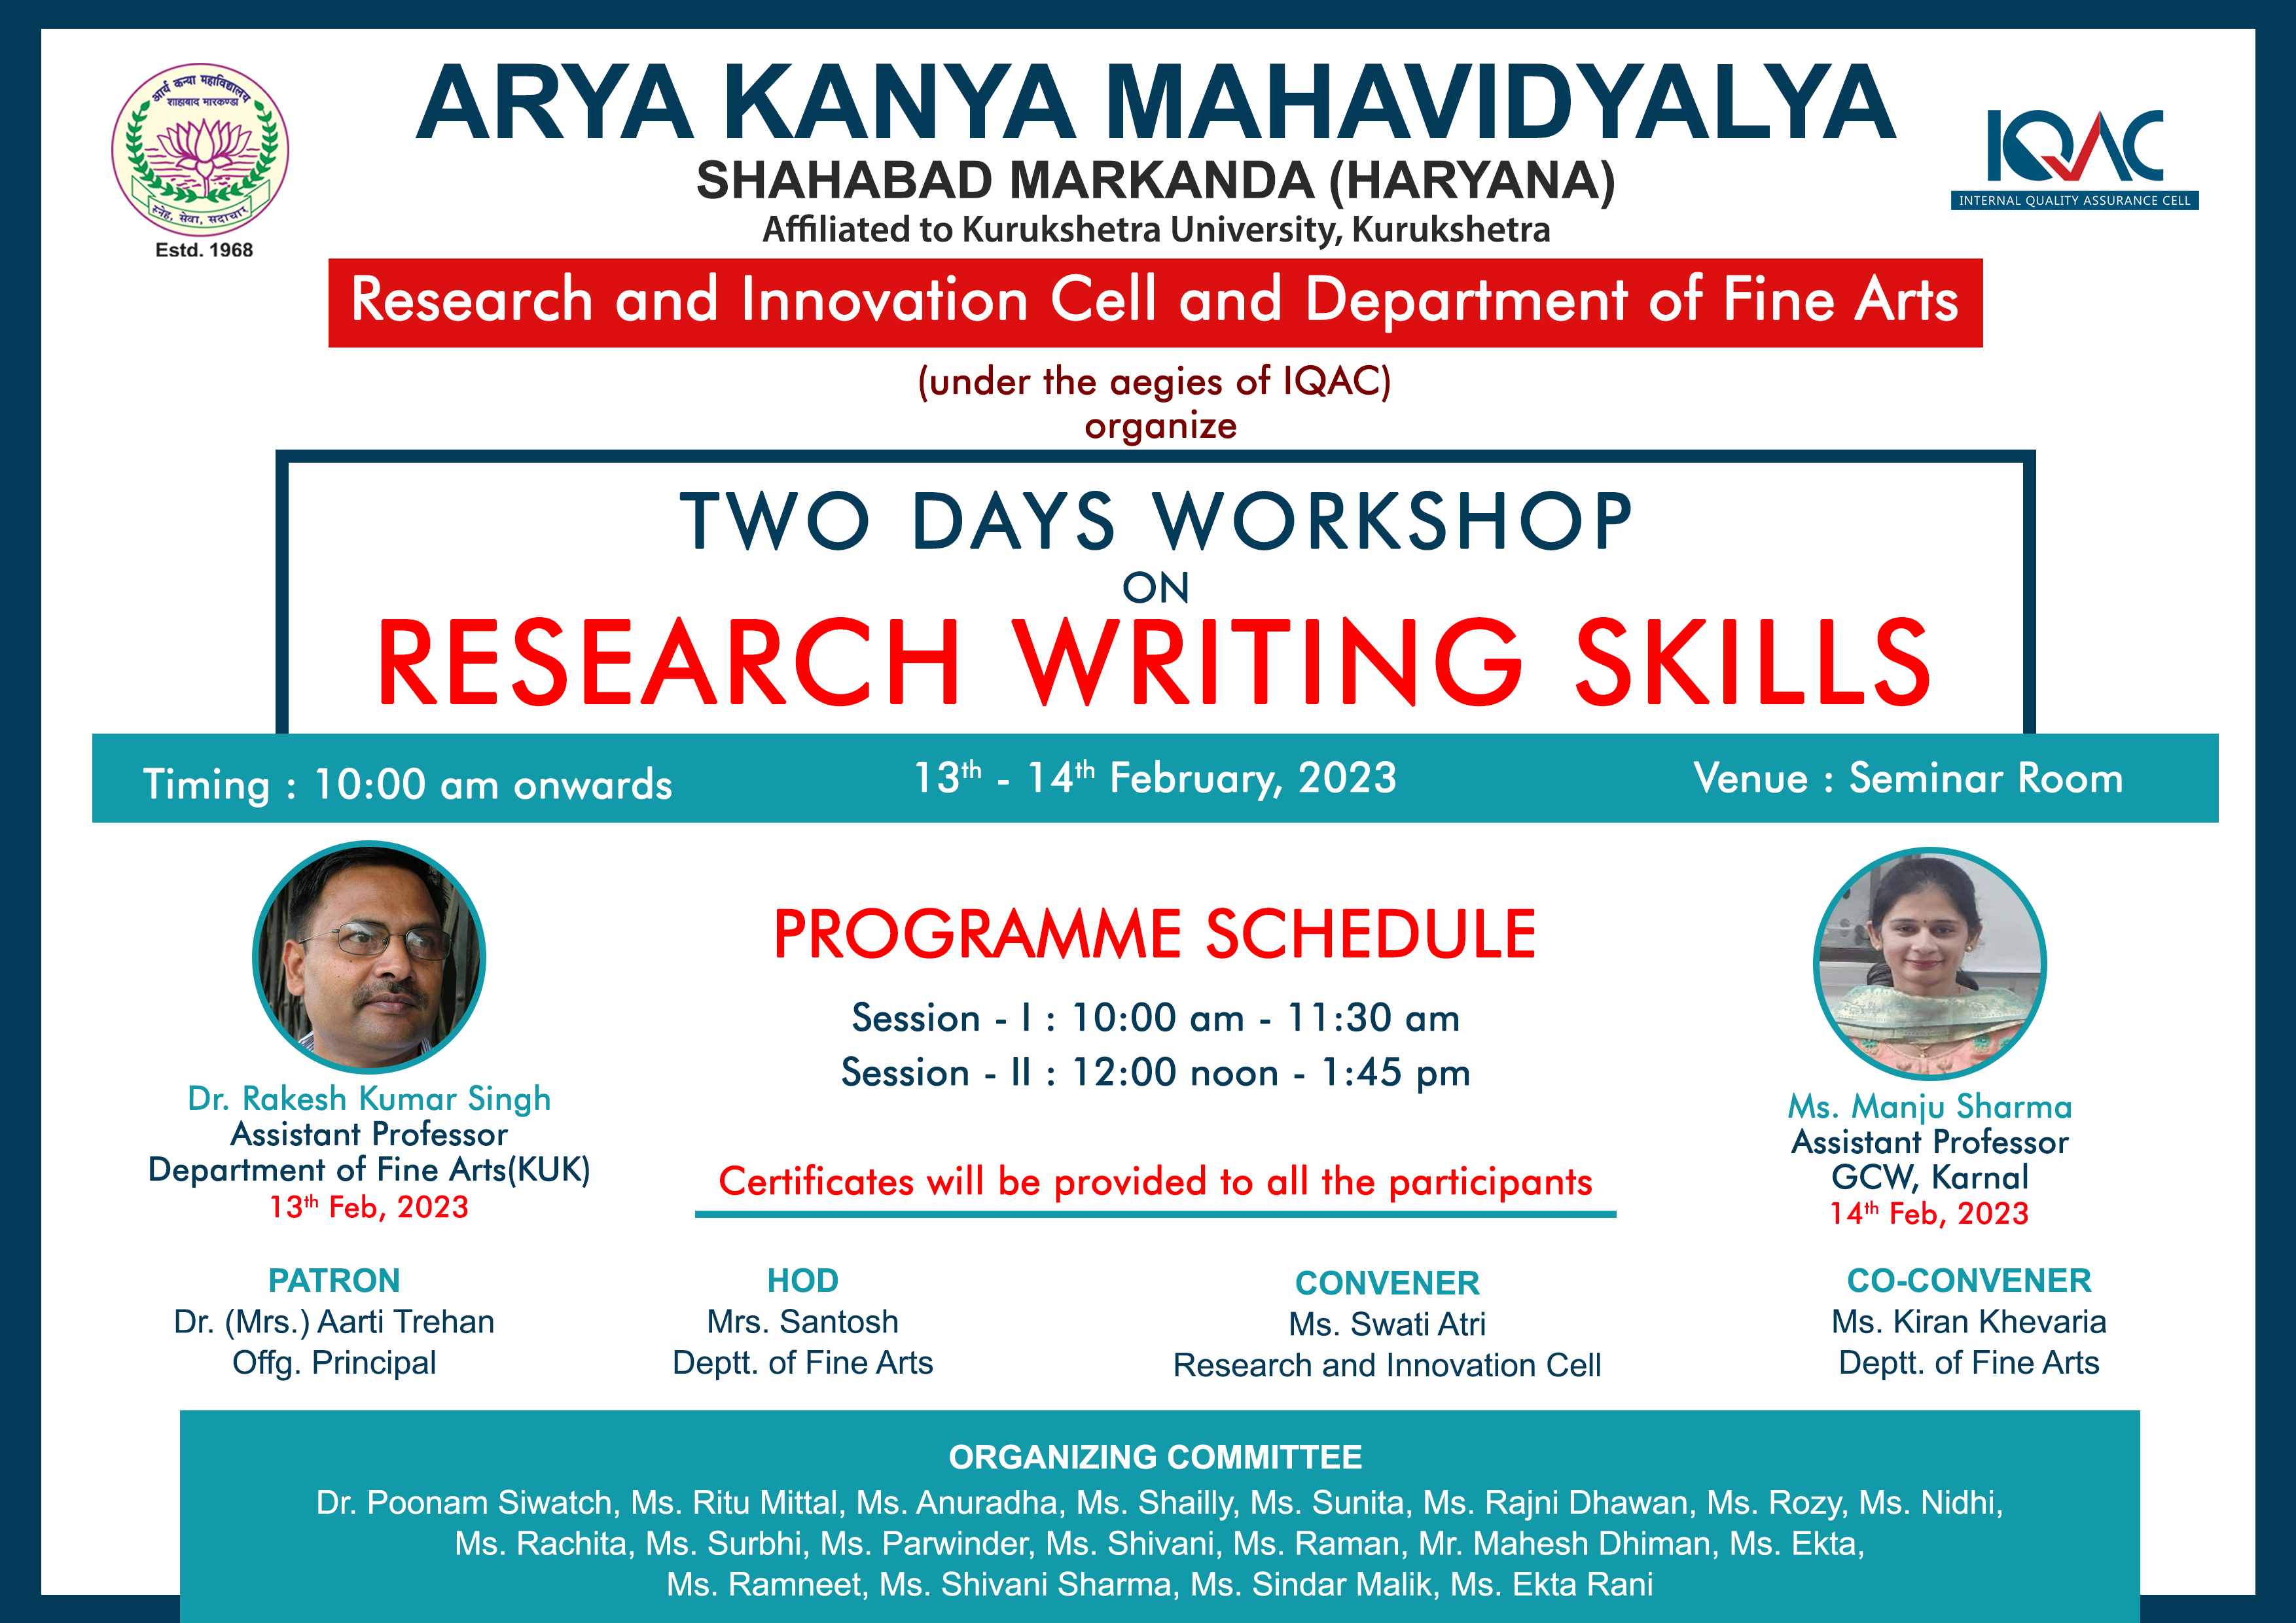 आर्य कन्या महाविद्यालय
शाहाबाद मारकण्डा
स्नेह, सेवा, सदाचार
Estd. 1968
ARYA KANYA MAHAVIDYALYA
SHAHABAD MARKANDA (HARYANA)
Affiliated to Kurukshetra University, Kurukshetra
IQAC
INTERNAL QUALITY ASSURANCE CELL
Research and Innovation Cell and Department of Fine Arts
(under the aegies of IQAC)
organize
TWO DAYS WORKSHOP
ON
RESEARCH WRITING SKILLS
Timing : 10:00 am onwards
13th - 14th February, 2023
Venue : Seminar Room
Dr. Rakesh Kumar Singh
Assistant Professor
Department of Fine Arts(KUK)
13th Feb, 2023
PROGRAMME SCHEDULE
Session - I : 10:00 am - 11:30 am
Session - II : 12:00 noon - 1:45 pm
Certificates will be provided to all the participants
Ms. Manju Sharma
Assistant Professor
GCW, Karnal
14th Feb, 2023
PATRON
Dr. (Mrs.) Aarti Trehan
Offg. Principal
HOD
Mrs. Santosh
Deptt. of Fine Arts
CONVENER
Ms. Swati Atri
Research and Innovation Cell
CO-CONVENER
Ms. Kiran Khevaria
Deptt. of Fine Arts
ORGANIZING COMMITTEE
Dr. Poonam Siwatch, Ms. Ritu Mittal, Ms. Anuradha, Ms. Shailly, Ms. Sunita, Ms. Rajni Dhawan, Ms. Rozy, Ms. Nidhi,
Ms. Rachita, Ms. Surbhi, Ms. Parwinder, Ms. Shivani, Ms. Raman, Mr. Mahesh Dhiman, Ms. Ekta,
Ms. Ramneet, Ms. Shivani Sharma, Ms. Sindar Malik, Ms. Ekta Rani